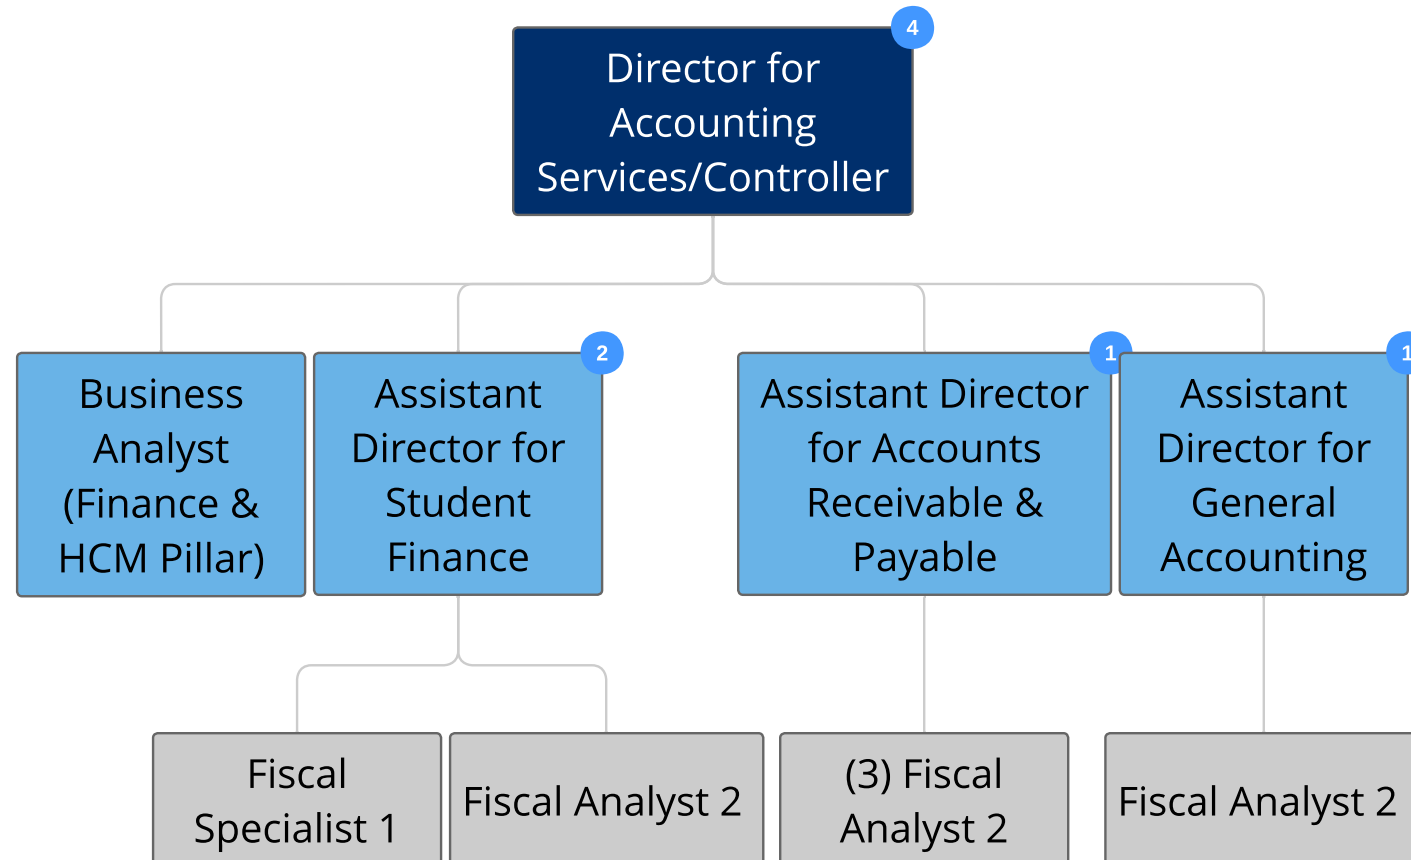 4
Director for
Accounting
Services/Controller
Business
Analyst
(Finance &
HCM Pillar)
2
Assistant
Director for
Student
Finance
1
Assistant Director
for Accounts
Receivable &
Payable
1
Assistant
Director for
General
Accounting
Fiscal
Specialist 1
Fiscal Analyst 2
(3) Fiscal
Analyst 2
Fiscal Analyst 2